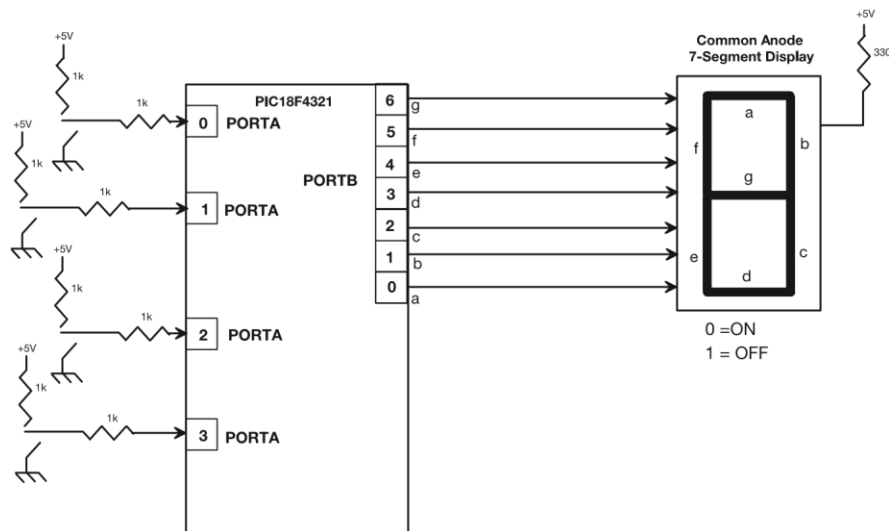 +5V
1k
1k
0 PORTA
+5V
1k
1k
1 PORTA
+5V
1k
1k
2 PORTA
+5V
1k
1k
3 PORTA
PIC18F4321
PORTB
6
g
5
f
4
e
3
d
2
c
1
b
0
a
Common Anode
7-Segment Display
+5V
330
a
f
b
g
e
c
d
0 =ON
1 = OFF